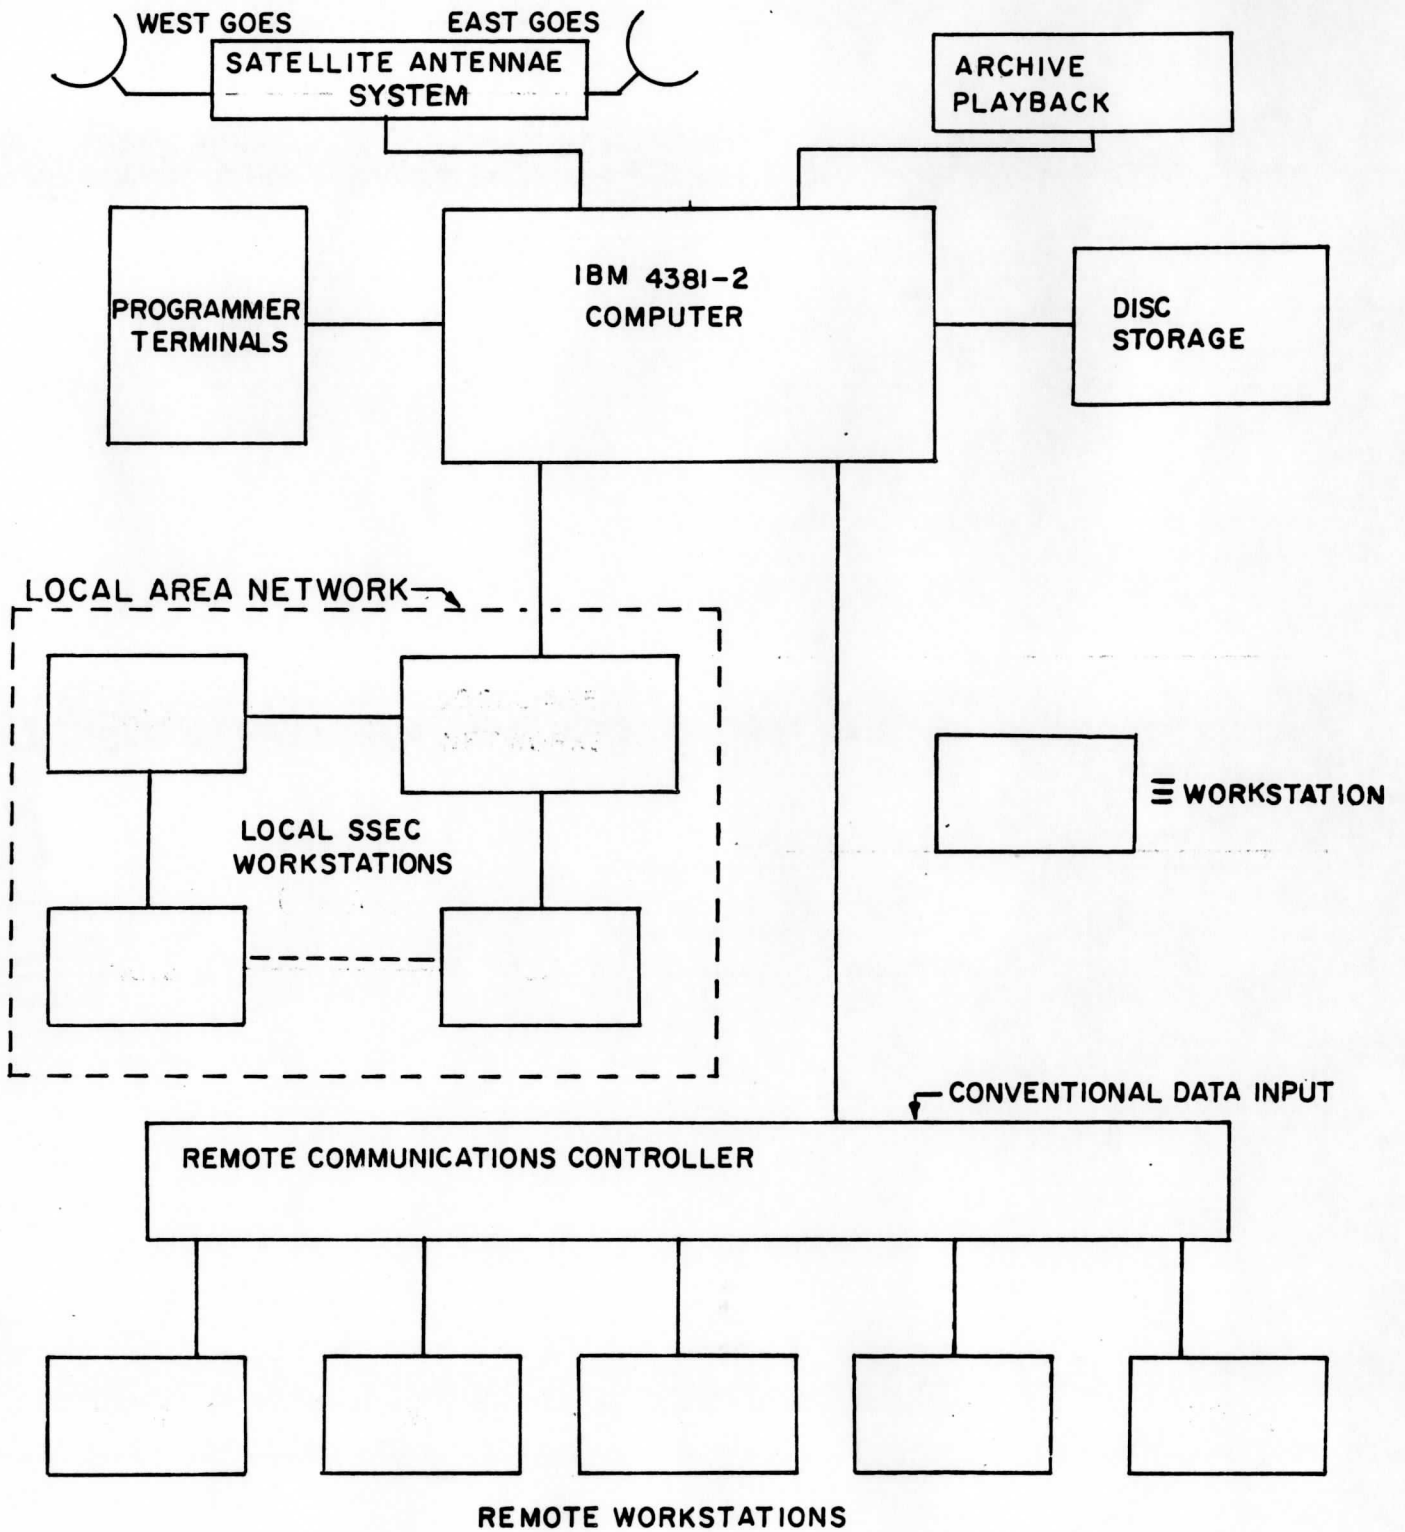 WEST GOES
EAST GOES
SATELLITE ANTENNAE
SYSTEM
ARCHIVE
PLAYBACK
IBM 4381-2
COMPUTER
PROGRAMMER
TERMINALS
DISC
STORAGE
LOCAL AREA NETWORK
LOCAL SSEC
WORKSTATIONS
≡ WORKSTATION
CONVENTIONAL DATA INPUT
REMOTE COMMUNICATIONS CONTROLLER
REMOTE WORKSTATIONS